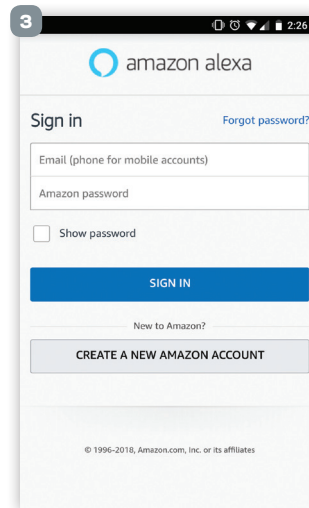 3
2:26
amazon alexa
Sign in
Forgot password?
Email (phone for mobile accounts)
Amazon password
Show password
SIGN IN
New to Amazon?
CREATE A NEW AMAZON ACCOUNT
© 1996-2018, Amazon.com, Inc. or its affiliates